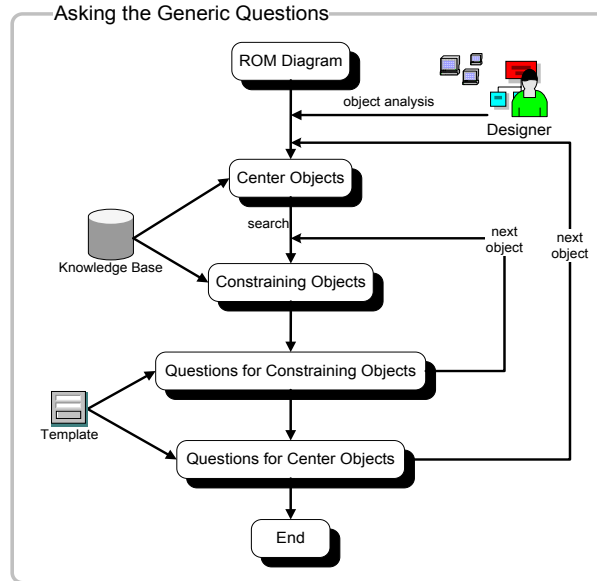 Asking the Generic Questions
ROM Diagram
object analysis
Designer
Center Objects
search
next
object
next
object
Knowledge Base
Constraining Objects
Questions for Constraining Objects
Template
Questions for Center Objects
End